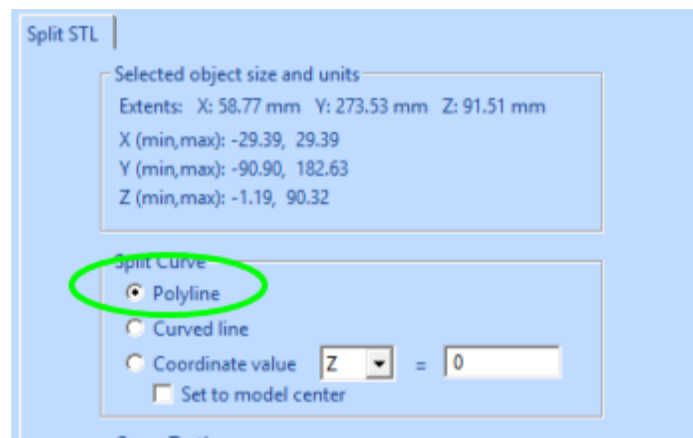 Split STL
Selected object size and units
Extents: X: 58.77 mm Y: 273.53 mm Z: 91.51 mm
X (min,max): -29.39, 29.39
Y (min,max): -90.90, 182.63
Z (min,max): -1.19, 90.32
Split Curve
Polyline
Curved line
Coordinate value Z = 0
Set to model center